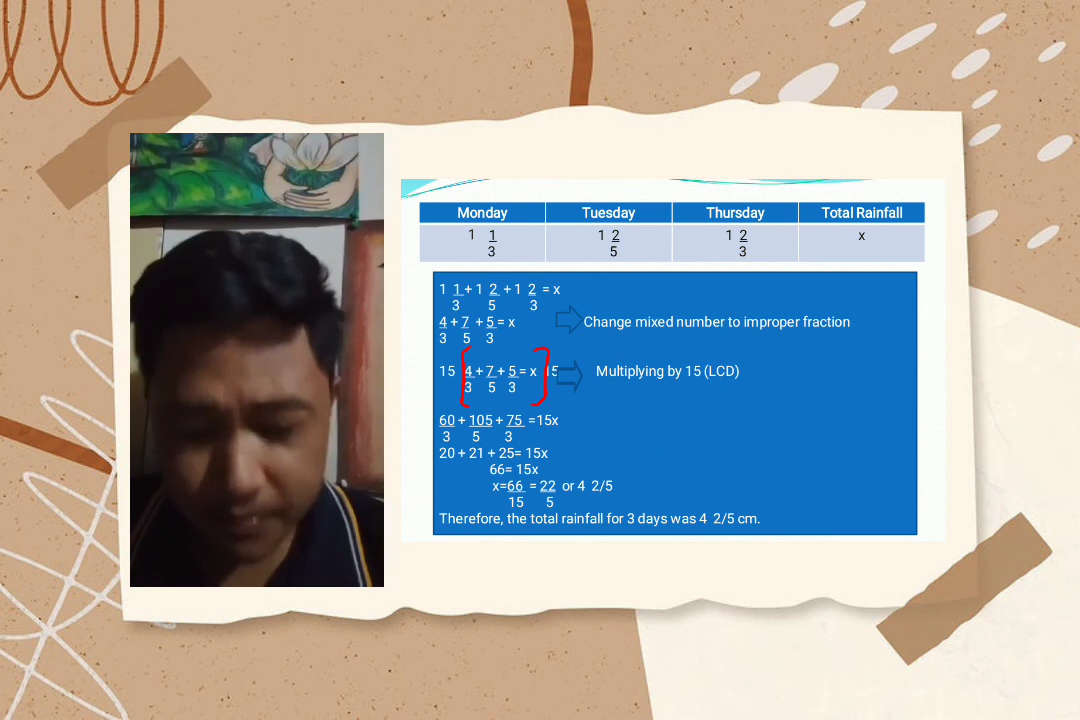 Monday Tuesday Thursday Total Rainfall
1 1/3 1 2/5 1 2/3 x
1 1/3 + 1 2/5 + 1 2/3 = x
4/3 + 7/5 + 5/3 = x Change mixed number to improper fraction
15 [4/3 + 7/5 + 5/3 = x] 15 Multiplying by 15 (LCD)
60/3 + 105/5 + 75/3 =15x
20 + 21 + 25= 15x
66= 15x
x=66/15 = 22/5 or 4 2/5
Therefore, the total rainfall for 3 days was 4 2/5 cm.